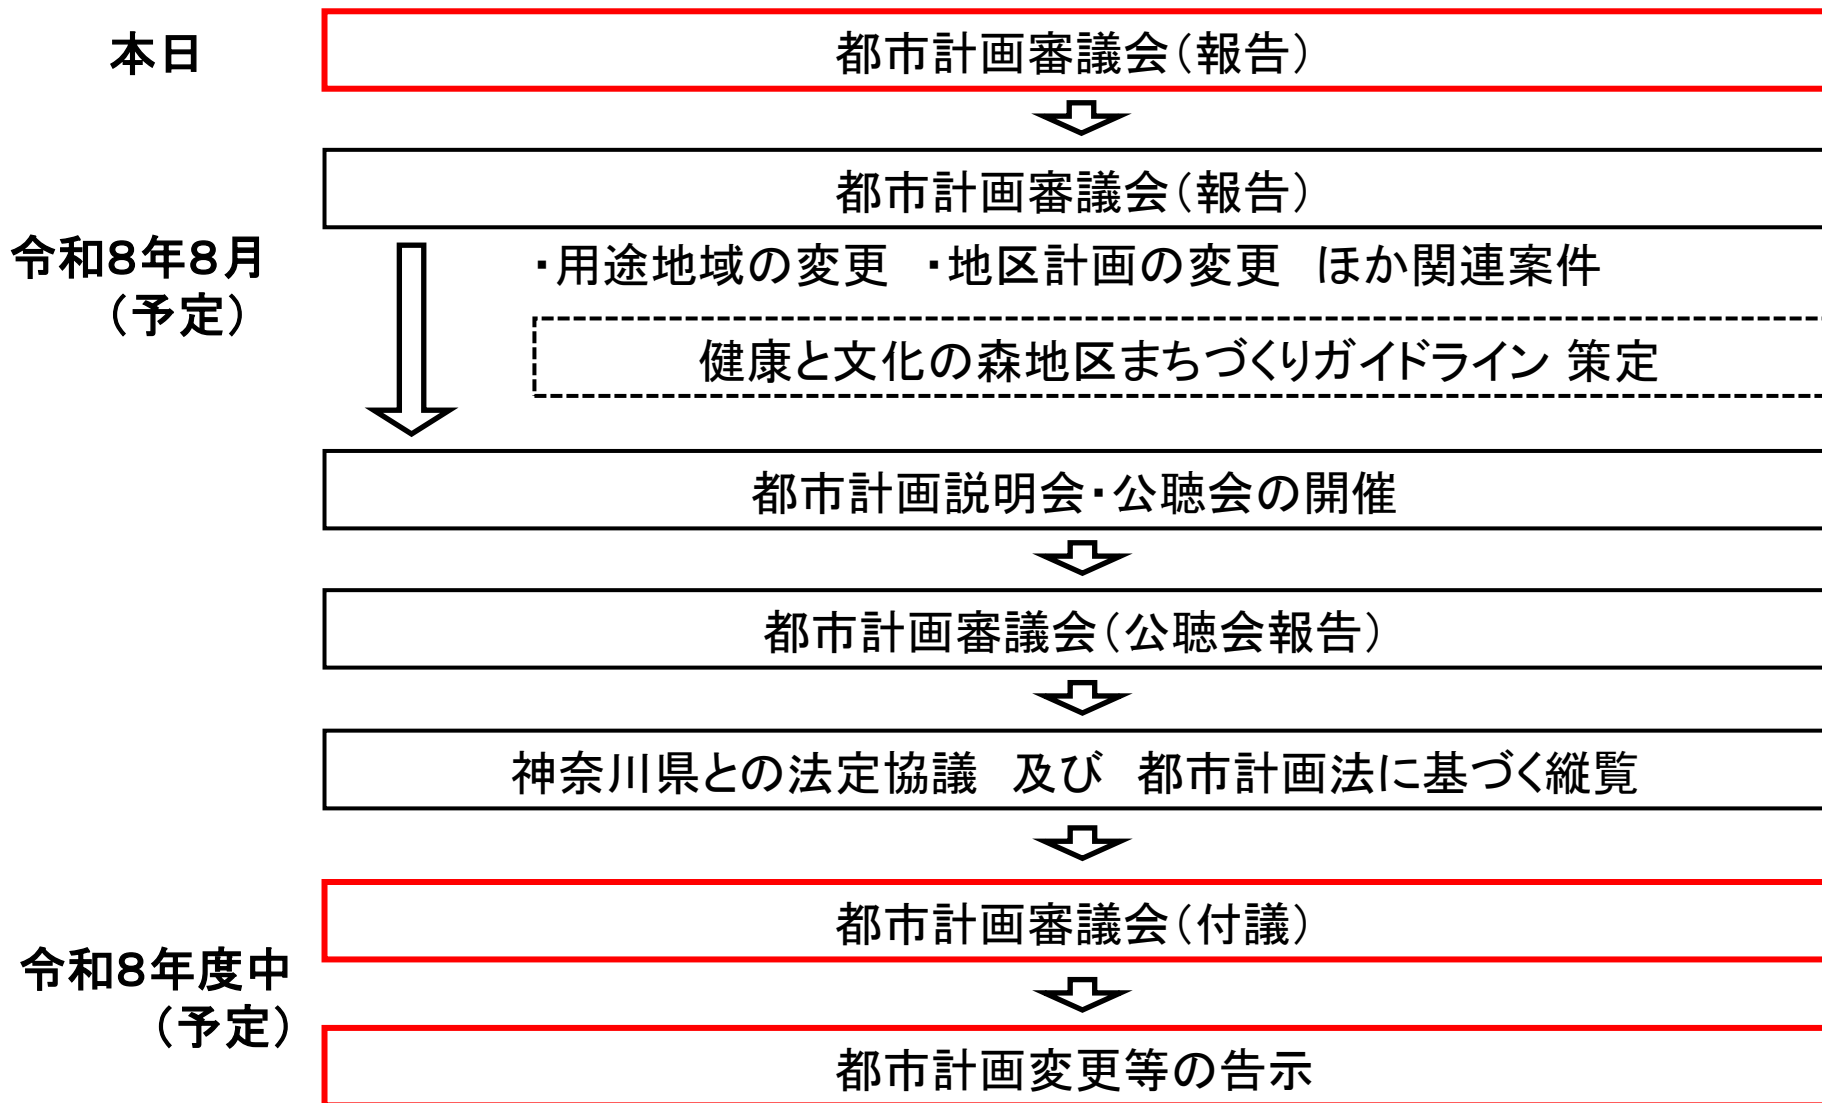 本日
都市計画審議会（報告）
都市計画審議会（報告）
令和８年８月
（予定）
・用途地域の変更　・地区計画の変更　ほか関連案件
健康と文化の森地区まちづくりガイドライン 策定
都市計画説明会・公聴会の開催
都市計画審議会（公聴会報告）
神奈川県との法定協議　及び　都市計画法に基づく縦覧
都市計画審議会（付議）
令和８年度中
（予定）
都市計画変更等の告示